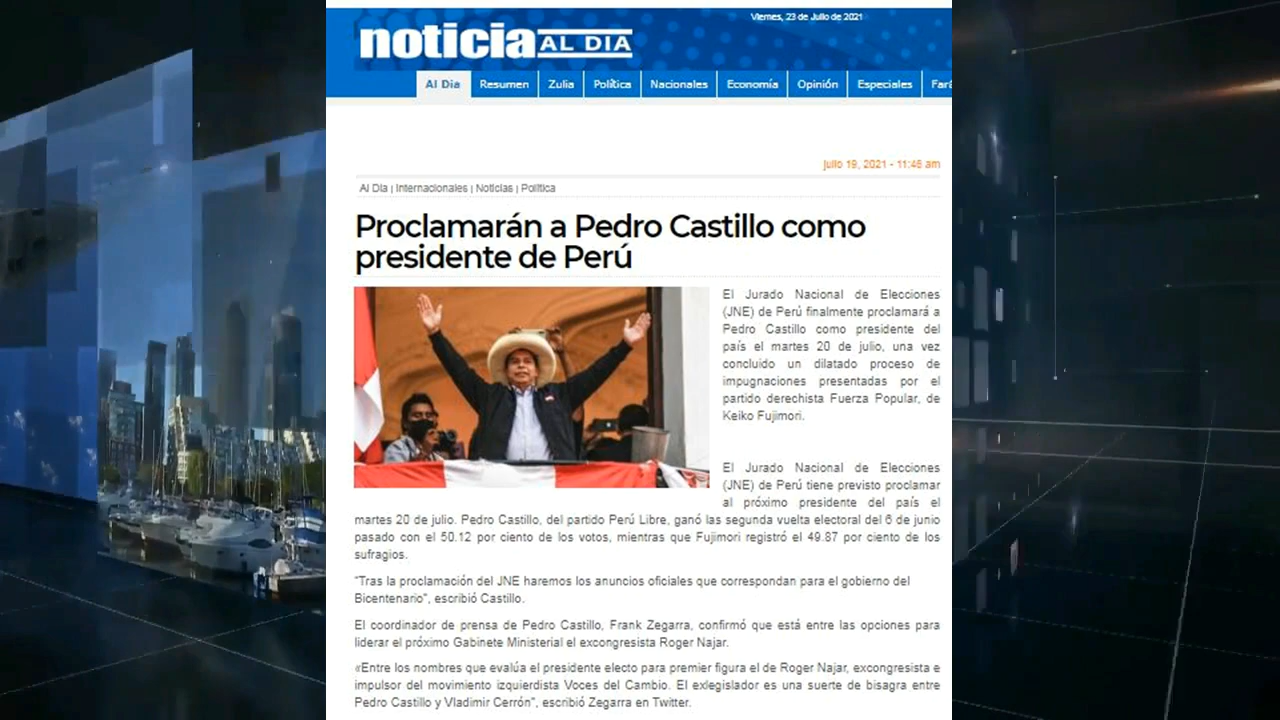 Viernes, 23 de Julio de 2021
noticia AL DIA
Al Dia
Resumen
Zulia
Política
Nacionales
Economía
Opinión
Especiales
julio 19, 2021 - 11:45 am
Al Dia | Internacionales | Noticias | Política
Proclamarán a Pedro Castillo como
presidente de Perú
El Jurado Nacional de Elecciones
(JNE) de Perú finalmente proclamará a
Pedro Castillo como presidente del
país el martes 20 de julio, una vez
concluido un dilatado proceso de
impugnaciones presentadas por el
partido derechista Fuerza Popular, de
Keiko Fujimori.
El Jurado Nacional de Elecciones
(JNE) de Perú tiene previsto proclamar
al próximo presidente del país el
martes 20 de julio. Pedro Castillo, del partido Perú Libre, ganó las segunda vuelta electoral del 6 de junio
pasado con el 50.12 por ciento de los votos, mientras que Fujimori registró el 49.87 por ciento de los
sufragios.
"Tras la proclamación del JNE haremos los anuncios oficiales que correspondan para el gobierno del
Bicentenario", escribió Castillo.
El coordinador de prensa de Pedro Castillo, Frank Zegarra, confirmó que está entre las opciones para
liderar el próximo Gabinete Ministerial el excongresista Roger Najar.
«Entre los nombres que evalúa el presidente electo para premier figura el de Roger Najar, excongresista e
impulsor del movimiento izquierdista Voces del Cambio. El exlegislador es una suerte de bisagra entre
Pedro Castillo y Vladimir Cerrón", escribió Zegarra en Twitter.